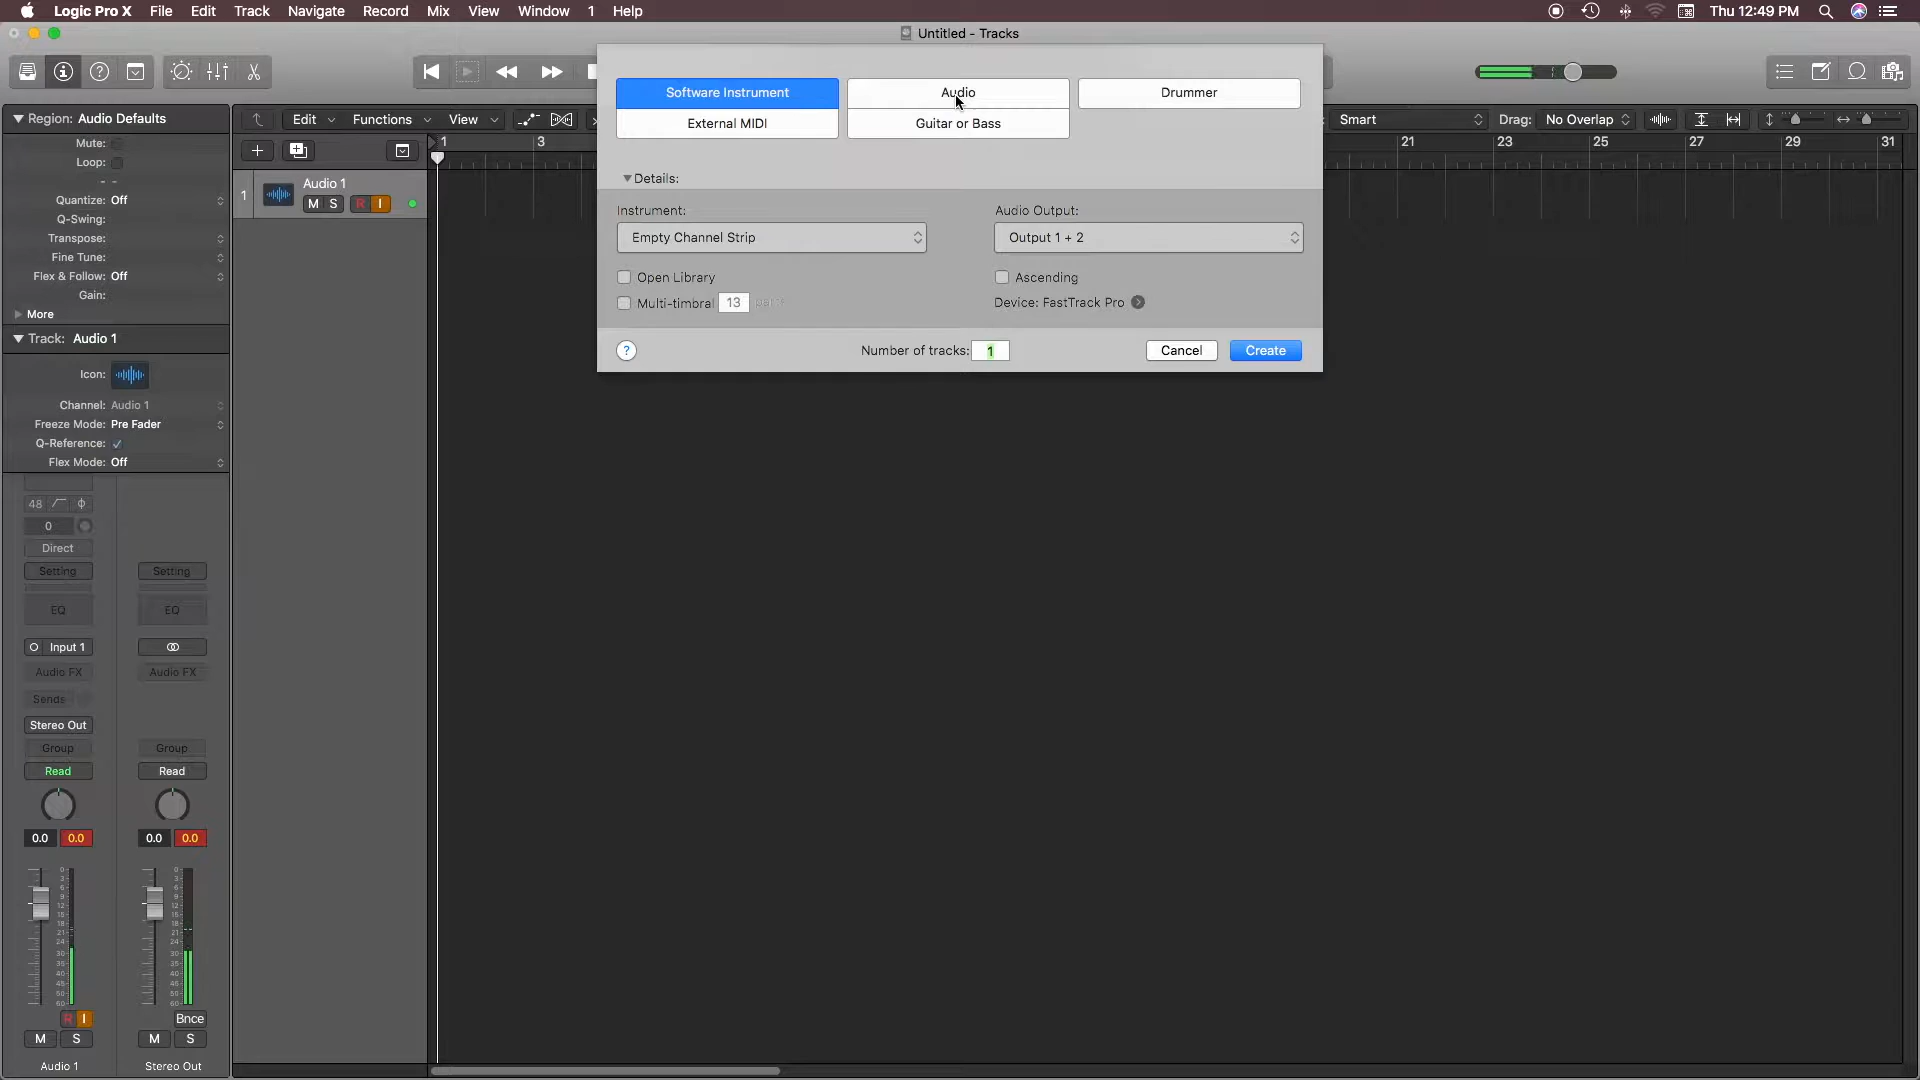 Logic Pro X File Edit Track Navigate Record Mix View Window 1 Help Thu 12:49 PM
Untitled - Tracks
Software Instrument Audio Drummer
External MIDI Guitar or Bass
Details:
Instrument: Audio Output:
Empty Channel Strip Output 1 + 2
Open Library Ascending
Multi-timbral 13 parts Device: FastTrack Pro
? Number of tracks: 1 Cancel Create
Region: Audio Defaults
Mute:
Loop:
- -
Quantize: Off
Q-Swing:
Transpose:
Fine Tune:
Flex & Follow: Off
Gain:
More
Track: Audio 1
Icon:
Channel: Audio 1
Freeze Mode: Pre Fader
Q-Reference: ✓
Flex Mode: Off
Edit Functions View Smart Drag: No Overlap
1 3 21 23 25 27 29 31
1 Audio 1
M S R I
48
0
Direct
Setting Setting
EQ EQ
Input 1
Audio FX Audio FX
Sends
Stereo Out
Group Group
Read Read
0.0 0.0 0.0 0.0
R I Bnce
M S M S
Audio 1 Stereo Out